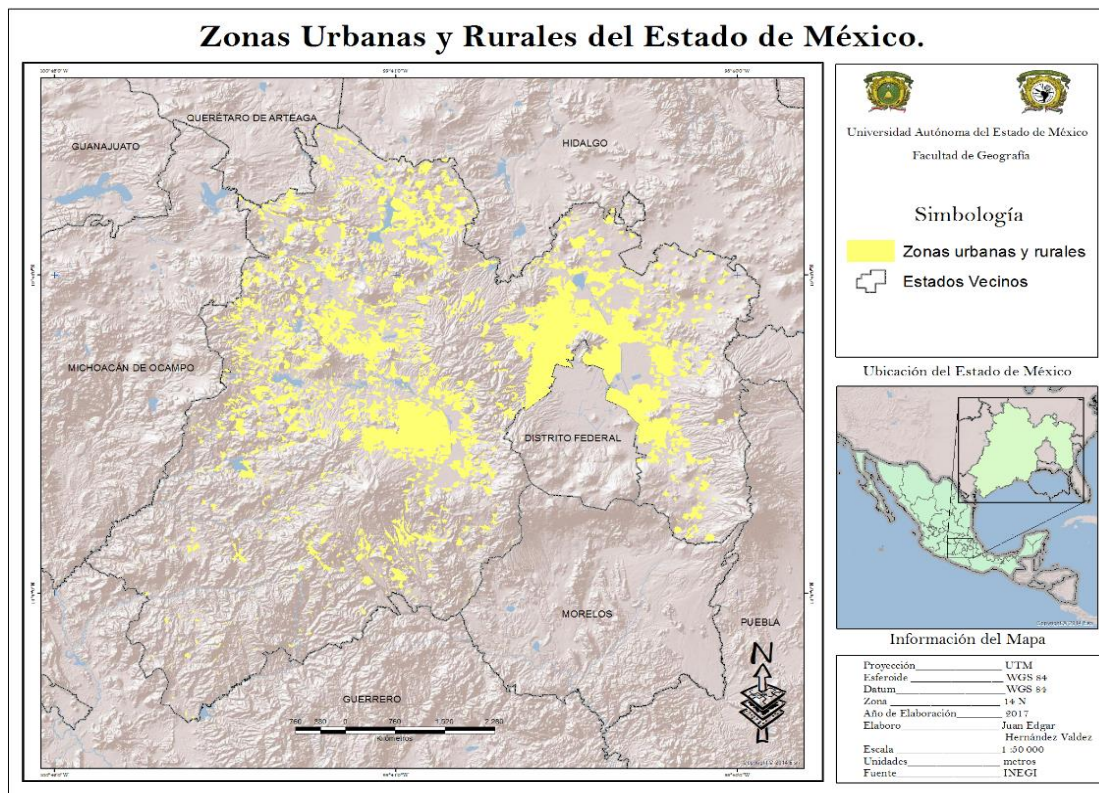 Zonas Urbanas y Rurales del Estado de México.
QUERÉTARO DE ARTEAGA
GUANAJUATO
HIDALGO
MICHOACÁN DE OCAMPO
DISTRITO FEDERAL
MORELOS
PUEBLA
GUERRERO
N
Kilómetros
Universidad Autónoma del Estado de México
Facultad de Geografía
Simbología
Zonas urbanas y rurales
Estados Vecinos
Ubicación del Estado de México
Información del Mapa
Proyección UTM
Esferoide WGS 84
Datum WGS 84
Zona 14 N
Año de Elaboración 2017
Elaboro Juan Edgar
Hernández Valdez
Escala 1:50 000
Unidades metros
Fuente INEGI